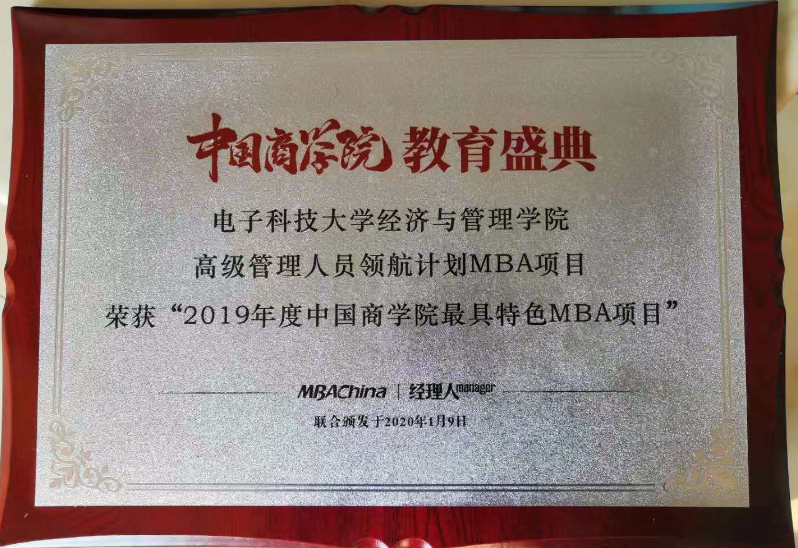 中国商学院 教育盛典
电子科技大学经济与管理学院
高级管理人员领航计划MBA项目
荣获“2019年度中国商学院最具特色MBA项目”
MBAChina | 经理人manager
联合颁发于2020年1月9日